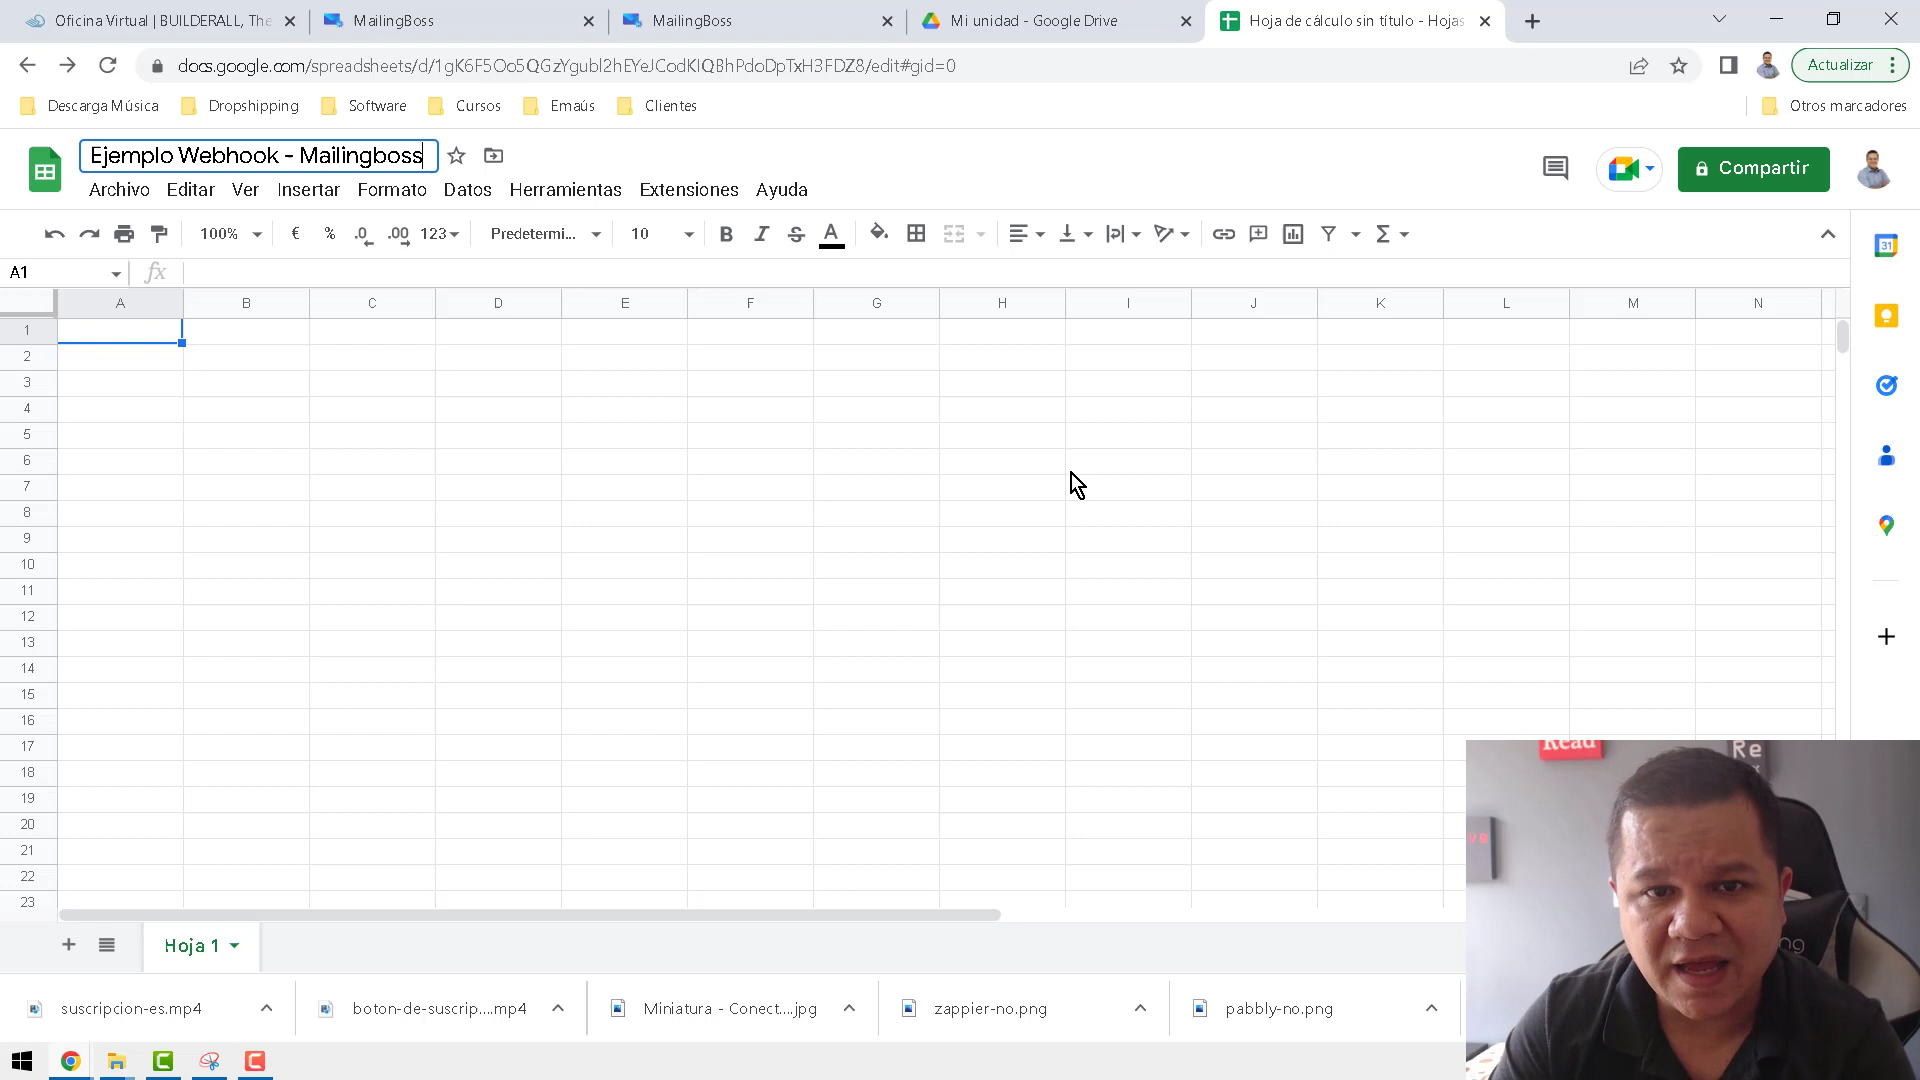 Oficina Virtual | BUILDERALL, The
MailingBoss
MailingBoss
Mi unidad - Google Drive
Hoja de cálculo sin título - Hojas
docs.google.com/spreadsheets/d/1gK6F5Oo5QGzYgubl2hEYeJCodKIQBhPdoDpTxH3FDZ8/edit#gid=0
Actualizar
Descarga Música
Dropshipping
Software
Cursos
Emaús
Clientes
Otros marcadores
Ejemplo Webhook - Mailingboss
Archivo Editar Ver Insertar Formato Datos Herramientas Extensiones Ayuda
Compartir
100% € % .0 .00 123 Predetermi... 10 B I S A Σ
31
A1 fx
A B C D E F G H I J K L M N
1
2
3
4
5
6
7
8
9
10
11
12
13
14
15
16
17
18
19
20
21
22
23
Read
Re
Hoja 1
suscripcion-es.mp4
boton-de-suscrip....mp4
Miniatura - Conect....jpg
zappier-no.png
pabbly-no.png